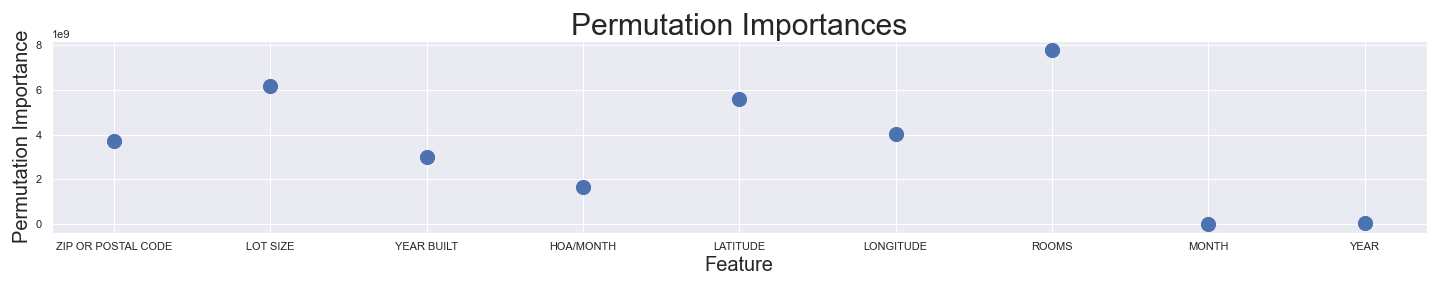 Permutation Importances
1e9
Permutation Importance
8
6
4
2
0
ZIP OR POSTAL CODE LOT SIZE YEAR BUILT HOA/MONTH LATITUDE LONGITUDE ROOMS MONTH YEAR
Feature